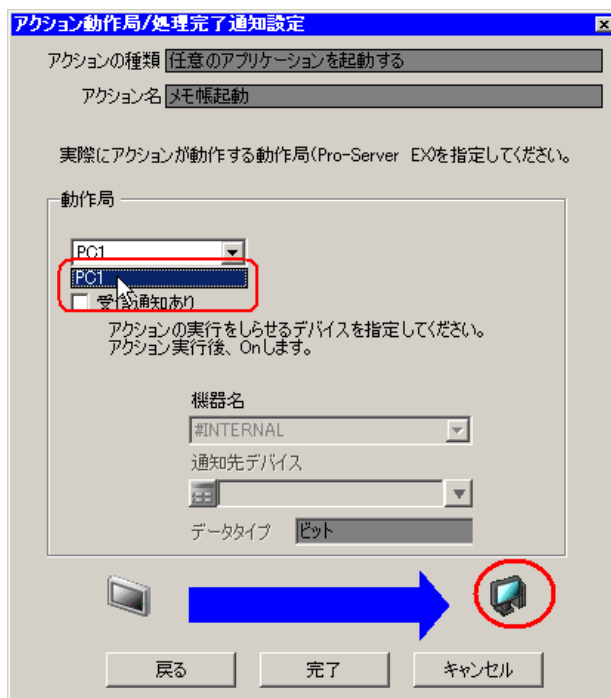 アクション動作局/処理完了通知設定
アクションの種類 任意のアプリケーションを起動する
アクション名 メモ帳起動
実際にアクションが動作する動作局(Pro-Server EX)を指定してください。
動作局
PC1
PC1
受信通知あり
アクションの実行をしらせるデバイスを指定してください。
アクション実行後、Onします。
機器名
#INTERNAL
通知先デバイス
データタイプ ビット
戻る 完了 キャンセル